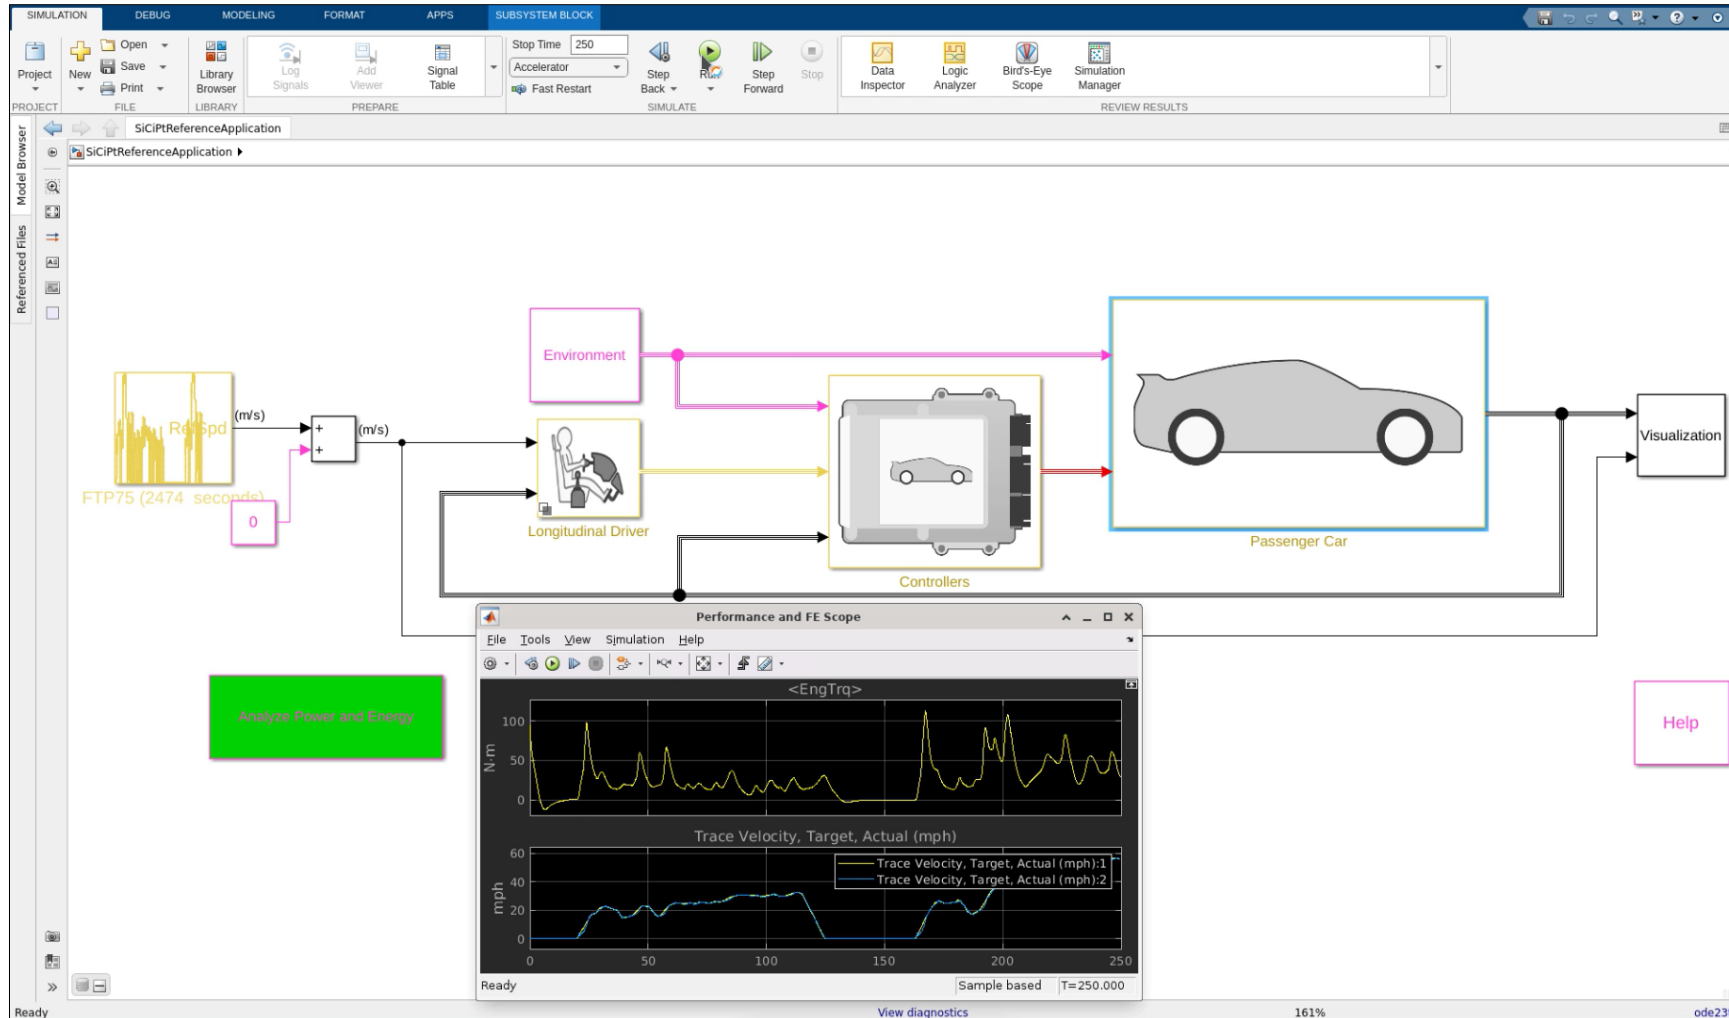 SIMULATION DEBUG MODELING FORMAT APPS SUBSYSTEM BLOCK
Project
New
Open
Save
Print
Library
Browser
Log
Signals
Add
Viewer
Signal
Table
Stop Time 250
Accelerator
Fast Restart
Step
Back
Run
Step
Forward
Stop
Data
Inspector
Logic
Analyzer
Bird's-Eye
Scope
Simulation
Manager
PROJECT FILE LIBRARY PREPARE SIMULATE REVIEW RESULTS
Model Browser
Referenced Files
SiCiPtReferenceApplication
SiCiPtReferenceApplication
RefSpd
(m/s)
FTP75 (2474 seconds)
0
+
+
(m/s)
Environment
Longitudinal Driver
Controllers
Passenger Car
Visualization
Analyze Power and Energy
Help
Performance and FE Scope
File Tools View Simulation Help
<EngTrq>
N·m
100
50
0
Trace Velocity, Target, Actual (mph)
mph
60
40
20
0
Trace Velocity, Target, Actual (mph):1
Trace Velocity, Target, Actual (mph):2
0 50 100 150 200 250
Ready Sample based T=250.000
Ready View diagnostics 161%